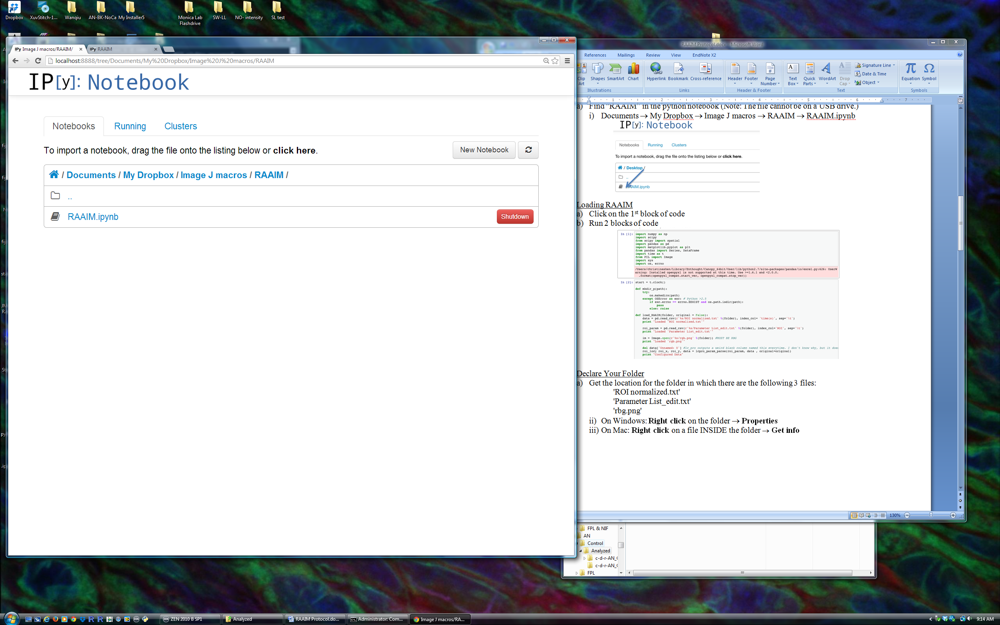 Dropbox
XuvStitch-1...
Wanqiu
AN-BK-NoCa
My Installer5
Monica Lab
Flashdrive
SW-LL
NO- intensity
SL test
IPy Image J macros/RAAIM/
IPy RAAIM
localhost:8888/tree/Documents/My%20Dropbox/Image%20J%20macros/RAAIM
IP[y]: Notebook
Notebooks
Running
Clusters
To import a notebook, drag the file onto the listing below or click here.
New Notebook
/ Documents / My Dropbox / Image J macros / RAAIM /
..
RAAIM.ipynb
Shutdown
RAAIM Protocol.docx - Microsoft Word
References
Mailings
Review
View
EndNote X2
Clip
Art
Shapes
SmartArt
Chart
Hyperlink
Bookmark
Cross-reference
Header
Footer
Page
Number
Text
Box
Quick
Parts
WordArt
Drop
Cap
Signature Line
Date & Time
Object
Equation
Symbol
Illustrations
Links
Header & Footer
Text
Symbols
1 2 3 4 5 6 7
a) Find "RAAIM" in the python notebook (Note: The file cannot be on a USB drive.)
i) Documents → My Dropbox → Image J macros → RAAIM → RAAIM.ipynb
IP[y]: Notebook
Notebooks
Running
Clusters
To import a notebook, drag the file onto the listing below or click here.
/ Desktop /
..
RAAIM.ipynb
Loading RAAIM
a) Click on the 1st block of code
b) Run 2 blocks of code
In [1]: import numpy as np
import scipy
from scipy import spatial
import pandas as pd
import matplotlib.pyplot as plt
from pandas import Series, DataFrame
import time as t
from PIL import Image
import sys
import os, errno
/Users/christineshen/Library/Enthought/Canopy_64bit/User/lib/python2.7/site-packages/pandas/io/excel.py:626: UserW
arning: Installed openpyxl is not supported at this time. Use >=1.6.1 and <2.0.0.
.format(openpyxl_compat.start_ver, openpyxl_compat.stop_ver))
In [2]: start = t.clock()
def mkdir_p(path):
try:
os.makedirs(path)
except OSError as exc: # Python >2.5
if exc.errno == errno.EEXIST and os.path.isdir(path):
pass
else: raise
def load_RAAIM(folder, original = False):
data = pd.read_csv(r'%s/ROI normalized.txt' %(folder), index_col= 'time(s)', sep='\t')
print "Loaded 'ROI normalized.txt'"
roi_param = pd.read_csv(r'%s/Parameter List_edit.txt' %(folder), index_col='ROI', sep='\t')
print "Loaded 'Parameter List_edit.txt'"
im = Image.open(r'%s/rgb.png' %(folder)) #MUST BE RBG
print "Loaded 'rgb.png'"
del data['Unnamed: 0'] #lc_pro outputs a weird blank column named this everytime. I don't know why, but it does
roi_loc, roi_x, roi_y, data = lcpro_param_parse(roi_param, data , original=original)
print "Configured Data"
Declare Your Folder
a) Get the location for the folder in which there are the following 3 files:
'ROI normalized.txt'
'Parameter List_edit.txt'
'rbg.png'
ii) On Windows: Right click on the folder → Properties
iii) On Mac: Right click on a file INSIDE the folder → Get info
130%
FPL & NIF
AN
Control
Analyzed
c-d-r-AN_
c-d-r-AN_
FPL
ZEN 2010 B SP1
Analyzed
RAAIM Protocol.do...
Administrator: Com...
Image J macros/RA...
9:14 AM